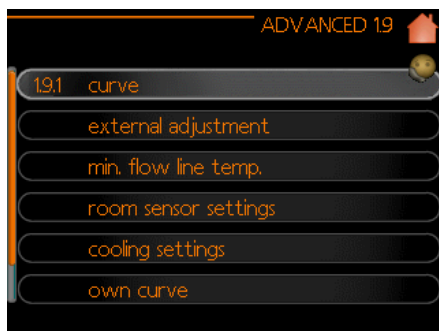 ADVANCED 1.9
1.9.1 curve
external adjustment
min. flow line temp.
room sensor settings
cooling settings
own curve